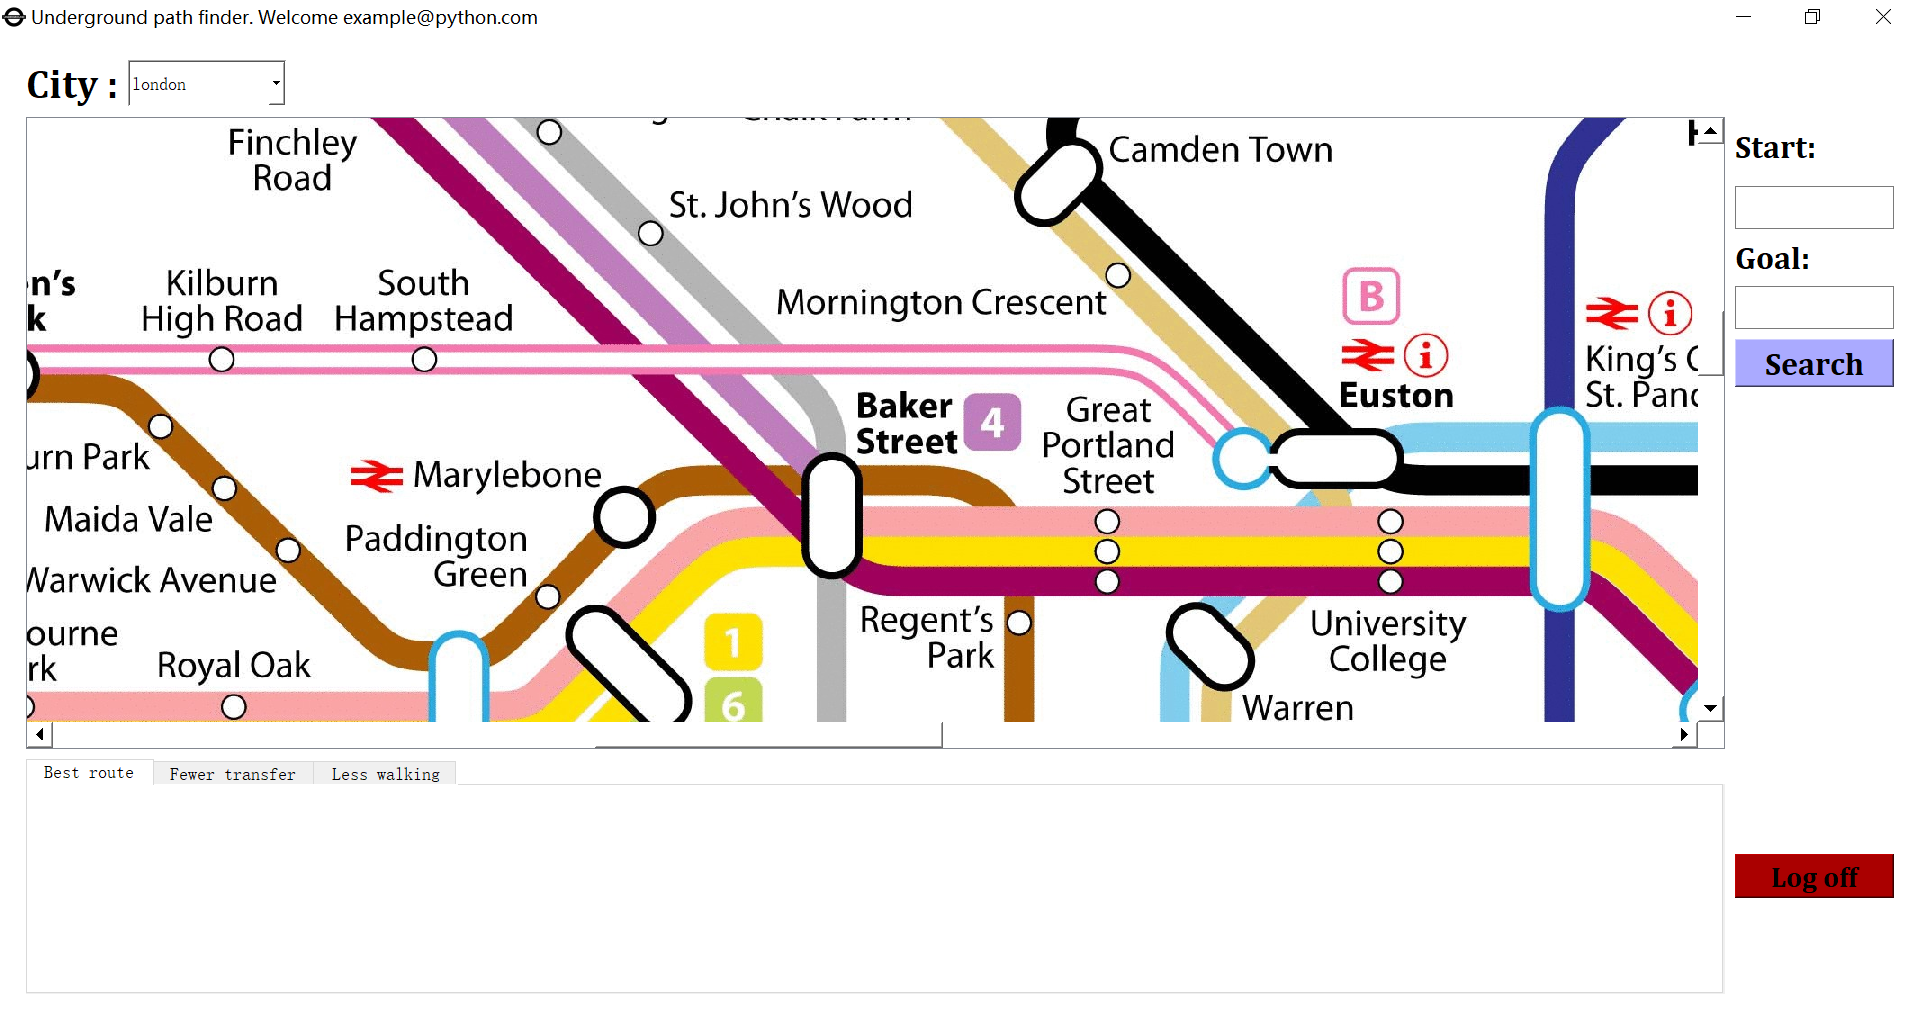 Underground path finder. Welcome example@python.com
City :
london
Finchley
Road
Camden Town
St. John's Wood
Kilburn
High Road
South
Hampstead
Mornington Crescent
B
i
i
Euston
King's
St. Panc
n's
k
Baker
Street
4
Great
Portland
Street
urn Park
Marylebone
Maida Vale
Paddington
Green
Warwick Avenue
ourne
rk
Royal Oak
1
6
Regent's
Park
University
College
Warren
Start:
Goal:
Search
Best route
Fewer transfer
Less walking
Log off